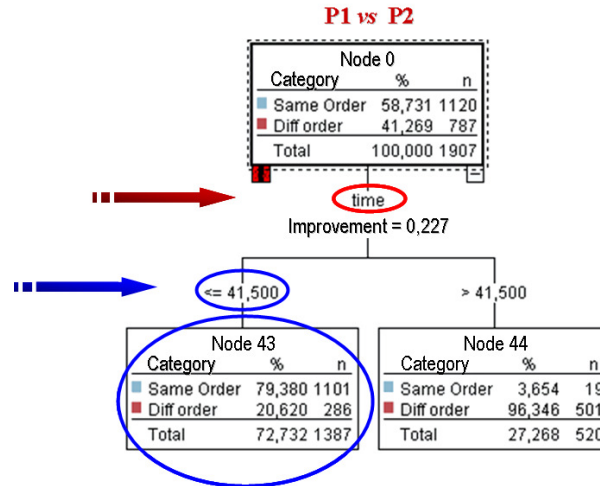 P1 vs P2
Node 0
Category % n
Same Order 58,731 1120
Diff order 41,269 787
Total 100,000 1907
time
Improvement = 0,227
<= 41,500 > 41,500
Node 43
Category % n
Same Order 79,380 1101
Diff order 20,620 286
Total 72,732 1387
Node 44
Category % n
Same Order 3,654 19
Diff order 96,346 501
Total 27,268 520